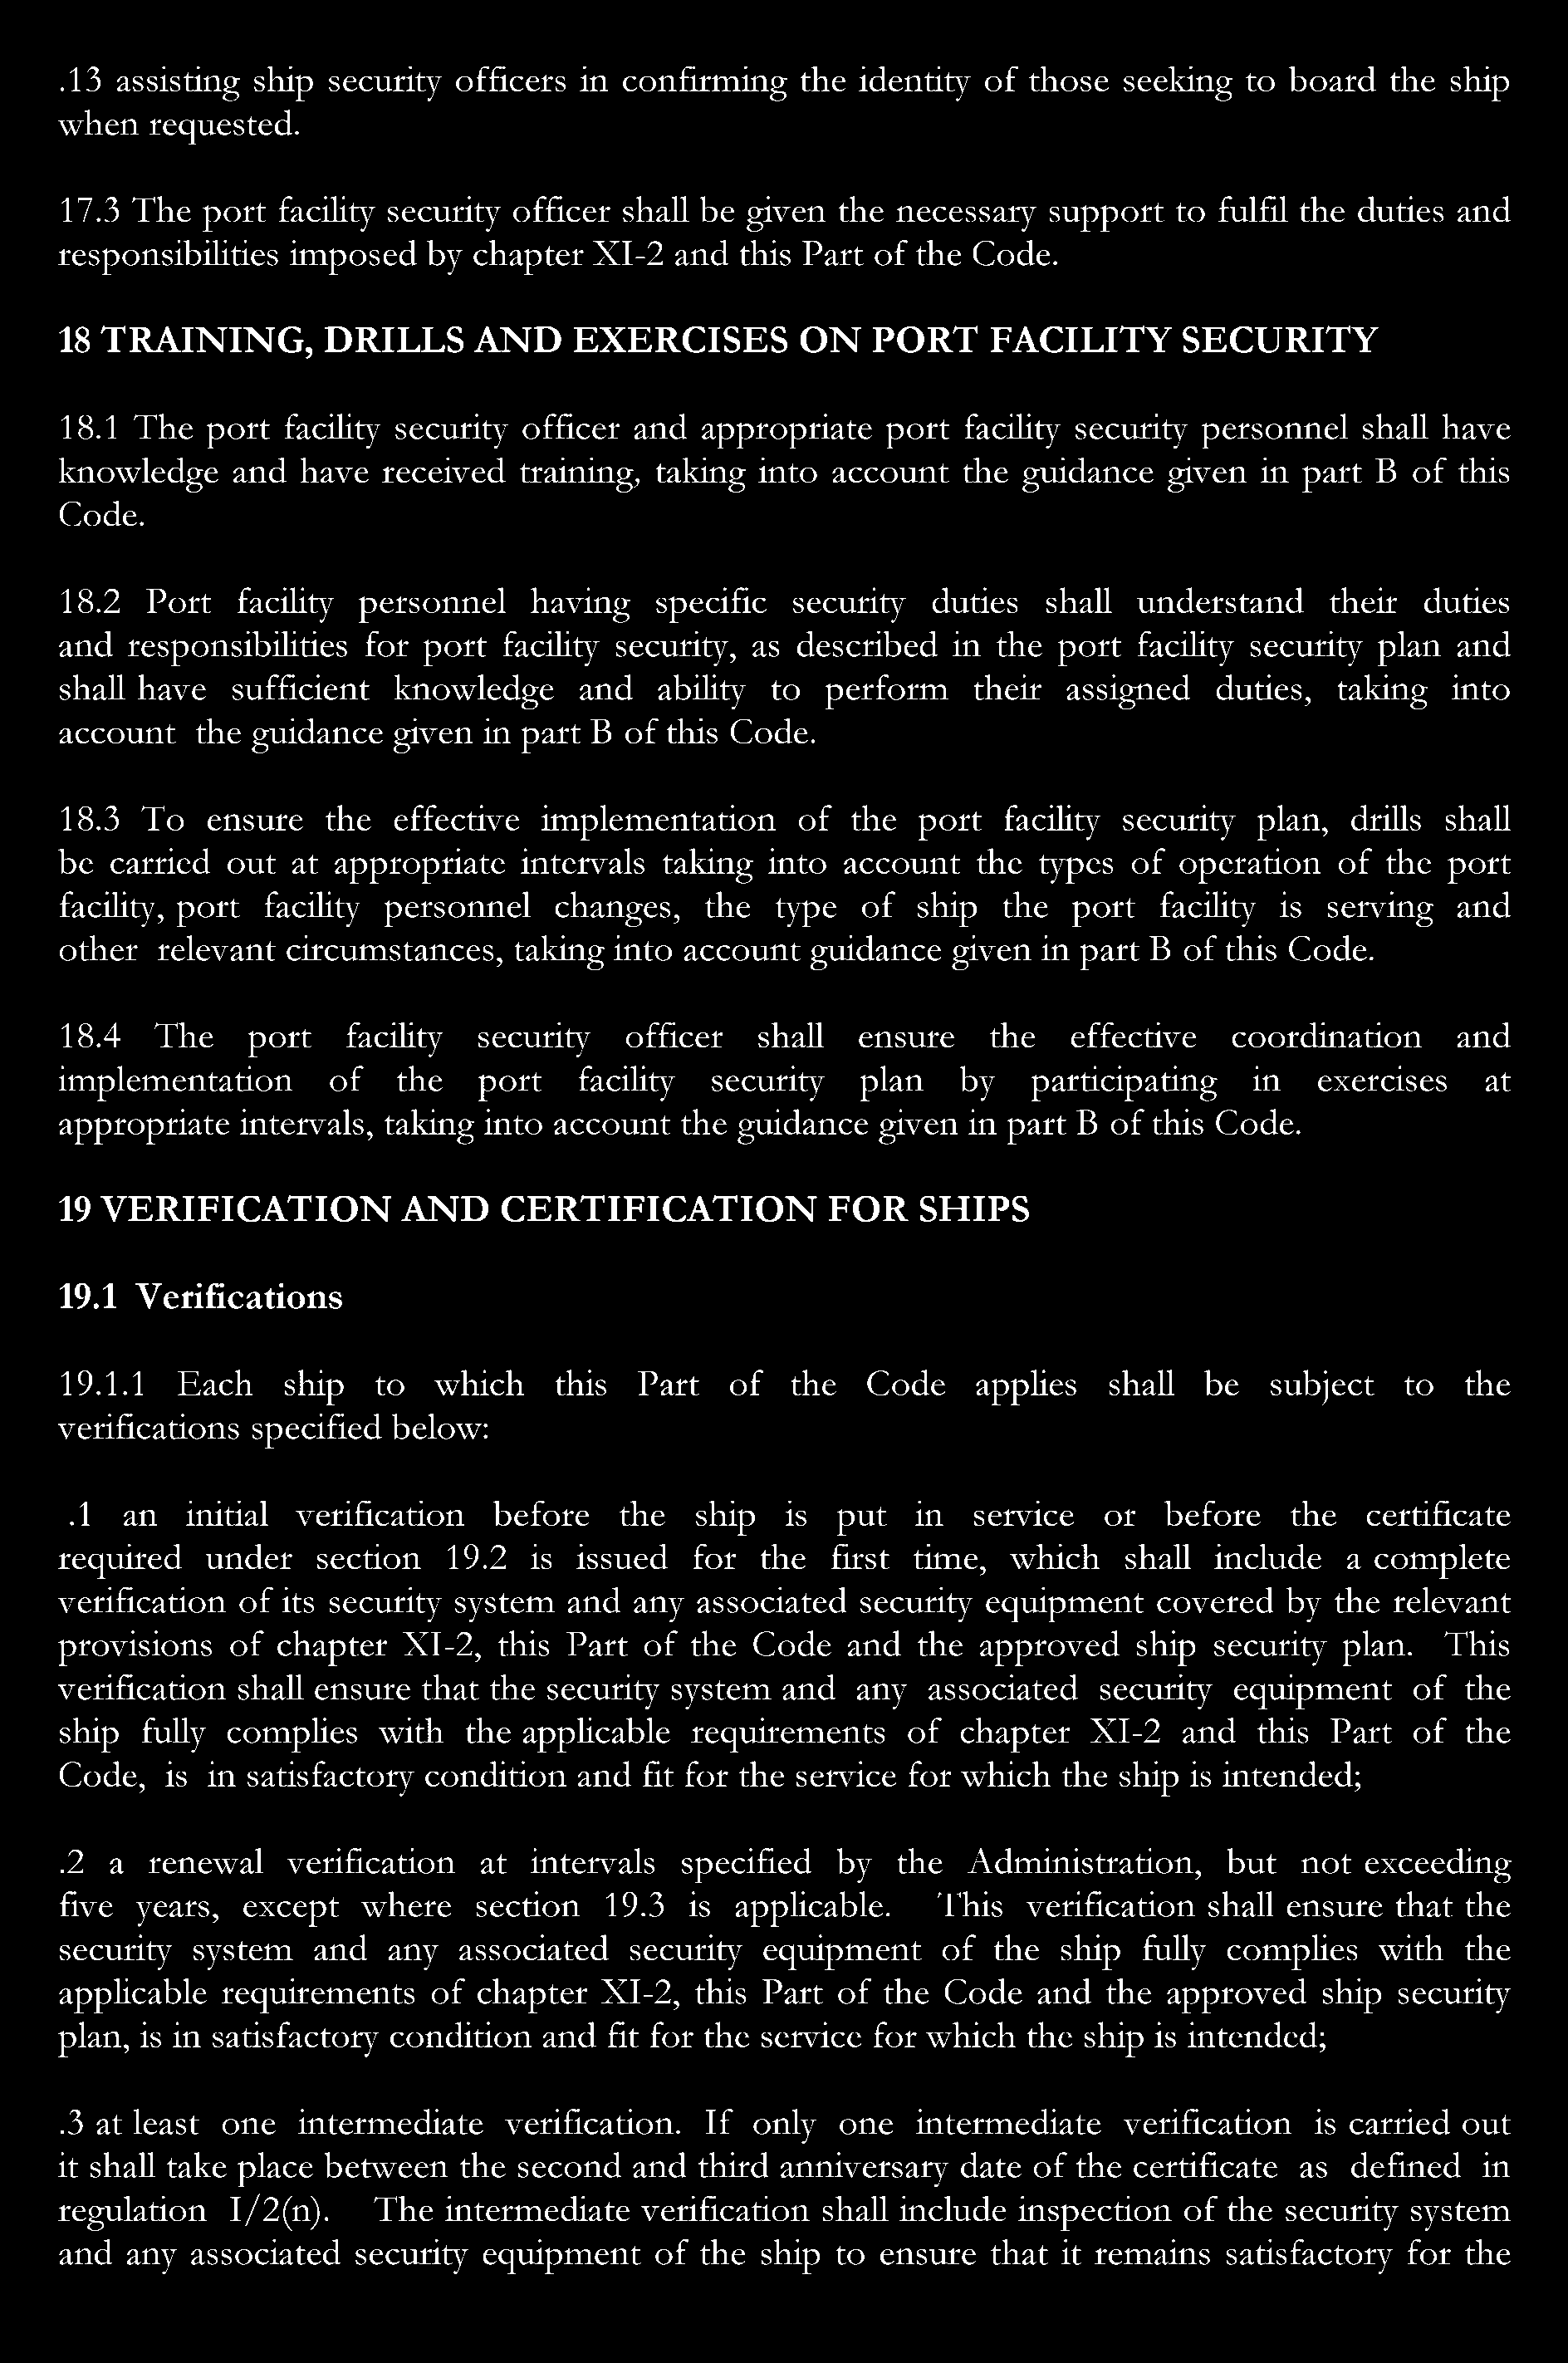 .13 assisting ship security officers in confirming the identity of those seeking to board the ship
when requested.
17.3 The port facility security officer shall be given the necessary support to fulfil the duties and
responsibilities imposed by chapter XI-2 and this Part of the Code.
18 TRAINING, DRILLS AND EXERCISES ON PORT FACILITY SECURITY
18.1 The port facility security officer and appropriate port facility security personnel shall have
knowledge and have received training, taking into account the guidance given in part B of this
Code.
18.2 Port facility personnel having specific security duties shall understand their duties
and responsibilities for port facility security, as described in the port facility security plan and
shall have sufficient knowledge and ability to perform their assigned duties, taking into
account the guidance given in part B of this Code.
18.3 To ensure the effective implementation of the port facility security plan, drills shall
be carried out at appropriate intervals taking into account the types of operation of the port
facility, port facility personnel changes, the type of ship the port facility is serving and
other relevant circumstances, taking into account guidance given in part B of this Code.
18.4 The port facility security officer shall ensure the effective coordination and
implementation of the port facility security plan by participating in exercises at
appropriate intervals, taking into account the guidance given in part B of this Code.
19 VERIFICATION AND CERTIFICATION FOR SHIPS
19.1 Verifications
19.1.1 Each ship to which this Part of the Code applies shall be subject to the
verifications specified below:
.1 an initial verification before the ship is put in service or before the certificate
required under section 19.2 is issued for the first time, which shall include a complete
verification of its security system and any associated security equipment covered by the relevant
provisions of chapter XI-2, this Part of the Code and the approved ship security plan. This
verification shall ensure that the security system and any associated security equipment of the
ship fully complies with the applicable requirements of chapter XI-2 and this Part of the
Code, is in satisfactory condition and fit for the service for which the ship is intended;
.2 a renewal verification at intervals specified by the Administration, but not exceeding
five years, except where section 19.3 is applicable. This verification shall ensure that the
security system and any associated security equipment of the ship fully complies with the
applicable requirements of chapter XI-2, this Part of the Code and the approved ship security
plan, is in satisfactory condition and fit for the service for which the ship is intended;
.3 at least one intermediate verification. If only one intermediate verification is carried out
it shall take place between the second and third anniversary date of the certificate as defined in
regulation I/2(n). The intermediate verification shall include inspection of the security system
and any associated security equipment of the ship to ensure that it remains satisfactory for the